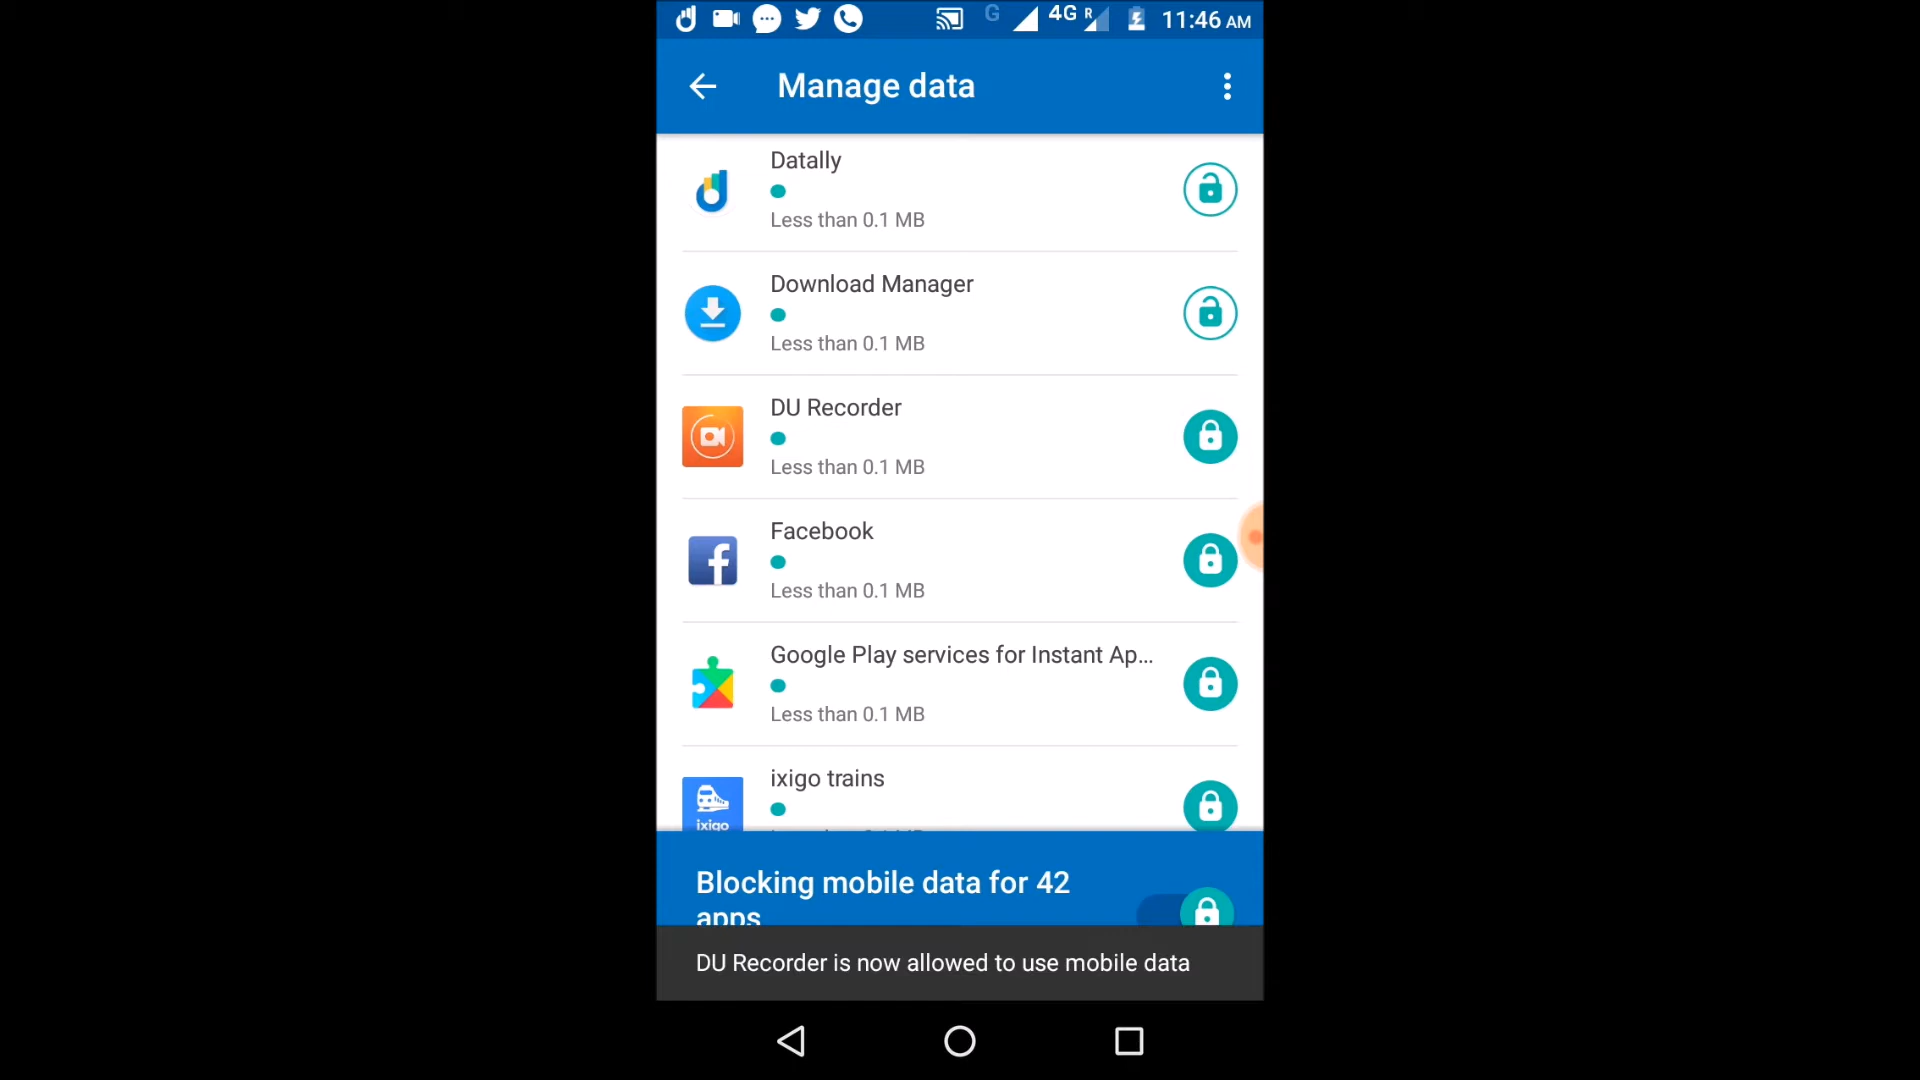 G 4G R 11:46 AM
Manage data
Datally
Less than 0.1 MB
Download Manager
Less than 0.1 MB
DU Recorder
Less than 0.1 MB
Facebook
Less than 0.1 MB
Google Play services for Instant Ap...
Less than 0.1 MB
ixigo trains
ixigo
Blocking mobile data for 42
apps
DU Recorder is now allowed to use mobile data